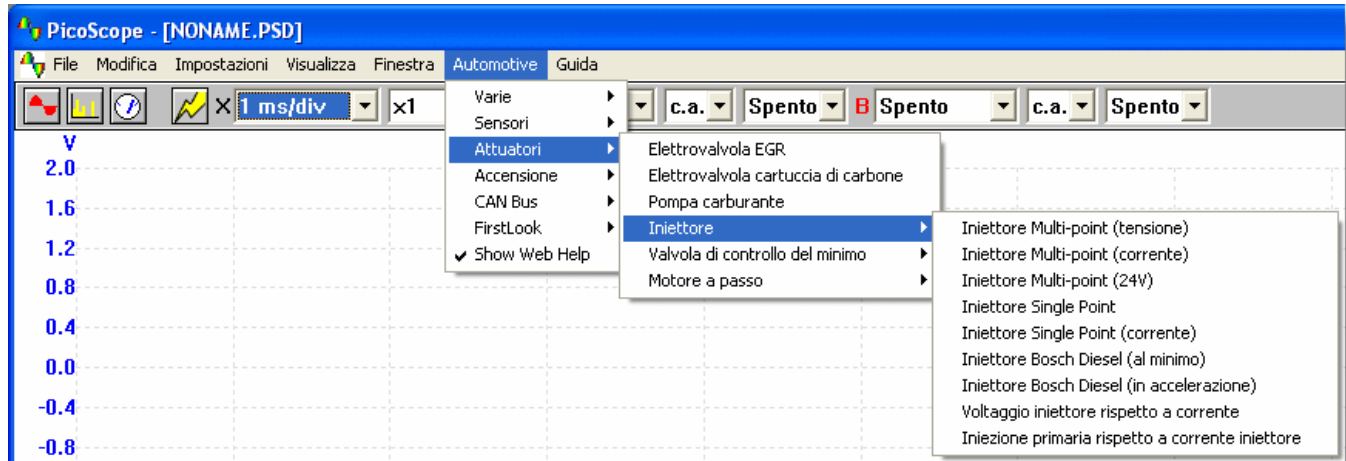 PicoScope - [NONAME.PSD]
File Modifica Impostazioni Visualizza Finestra Automotive Guida
X 1 ms/div x1 c.a. Spento B Spento c.a. Spento
Varie
Sensori
Attuatori
Accensione
CAN Bus
FirstLook
Show Web Help
Elettrovalvola EGR
Elettrovalvola cartuccia di carbone
Pompa carburante
Iniettore
Valvola di controllo del minimo
Motore a passo
Iniettore Multi-point (tensione)
Iniettore Multi-point (corrente)
Iniettore Multi-point (24V)
Iniettore Single Point
Iniettore Single Point (corrente)
Iniettore Bosch Diesel (al minimo)
Iniettore Bosch Diesel (in accelerazione)
Voltaggio iniettore rispetto a corrente
Iniezione primaria rispetto a corrente iniettore
V
2.0
1.6
1.2
0.8
0.4
0.0
-0.4
-0.8